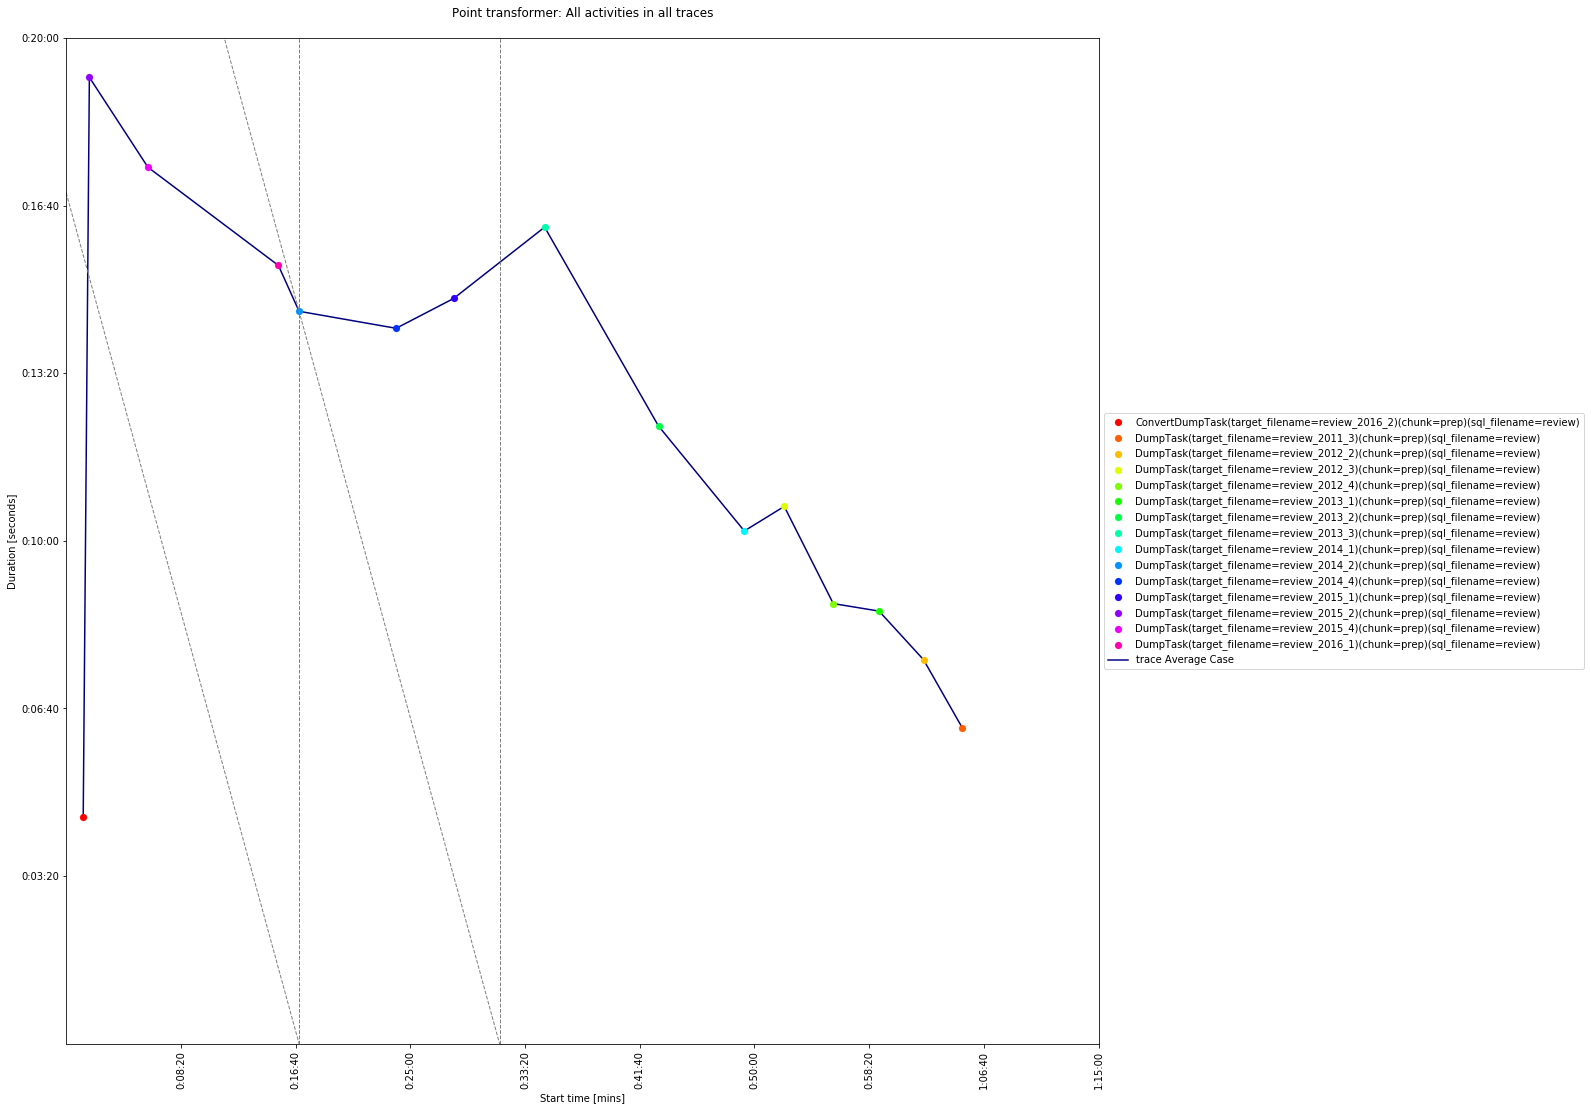 Point transformer: All activities in all traces
0:20:00
0:16:40
0:13:20
0:10:00
0:06:40
0:03:20
Duration [seconds]
0:08:20
0:16:40
0:25:00
0:33:20
0:41:40
0:50:00
0:58:20
1:06:40
1:15:00
Start time [mins]
ConvertDumpTask(target_filename=review_2016_2)(chunk=prep)(sql_filename=review)
DumpTask(target_filename=review_2011_3)(chunk=prep)(sql_filename=review)
DumpTask(target_filename=review_2012_2)(chunk=prep)(sql_filename=review)
DumpTask(target_filename=review_2012_3)(chunk=prep)(sql_filename=review)
DumpTask(target_filename=review_2012_4)(chunk=prep)(sql_filename=review)
DumpTask(target_filename=review_2013_1)(chunk=prep)(sql_filename=review)
DumpTask(target_filename=review_2013_2)(chunk=prep)(sql_filename=review)
DumpTask(target_filename=review_2013_3)(chunk=prep)(sql_filename=review)
DumpTask(target_filename=review_2014_1)(chunk=prep)(sql_filename=review)
DumpTask(target_filename=review_2014_2)(chunk=prep)(sql_filename=review)
DumpTask(target_filename=review_2014_4)(chunk=prep)(sql_filename=review)
DumpTask(target_filename=review_2015_1)(chunk=prep)(sql_filename=review)
DumpTask(target_filename=review_2015_2)(chunk=prep)(sql_filename=review)
DumpTask(target_filename=review_2015_4)(chunk=prep)(sql_filename=review)
DumpTask(target_filename=review_2016_1)(chunk=prep)(sql_filename=review)
trace Average Case